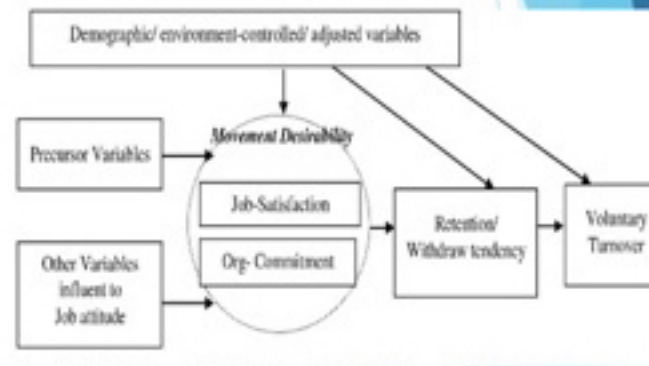 Demographic/ environment-controlled/ adjusted variables
Movement Desirability
Precursor Variables
Job-Satisfaction
Org- Commitment
Other Variables
influent to
Job attitude
Retention/
Withdraw tendency
Voluntary
Turnover